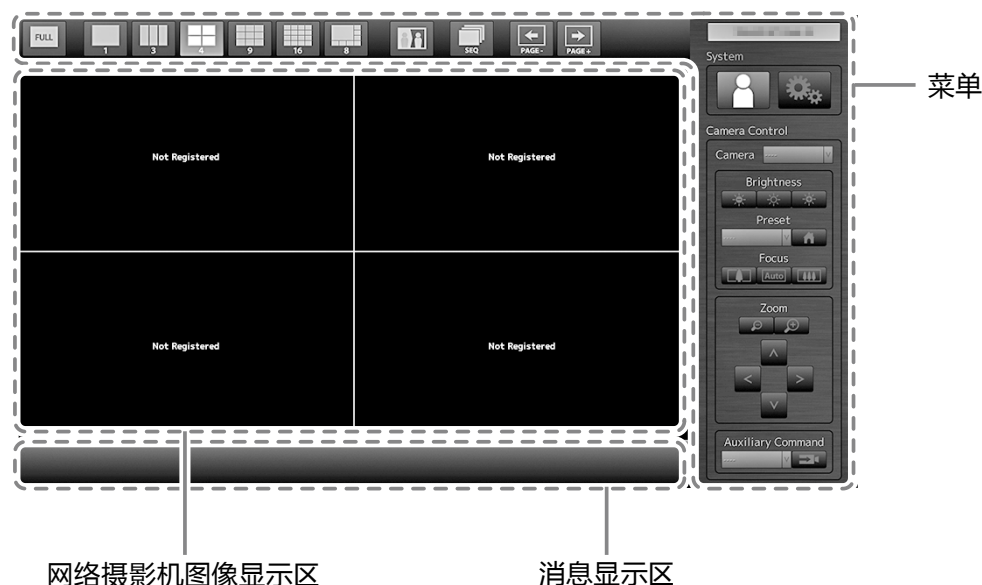 FULL
1
3
4
9
16
8
SEQ
PAGE-
PAGE+
System
菜单
Camera Control
Camera ----
Brightness
Preset
Focus
Auto
Zoom
Auxiliary Command
----
Not Registered
Not Registered
Not Registered
Not Registered
网络摄影机图像显示区
消息显示区